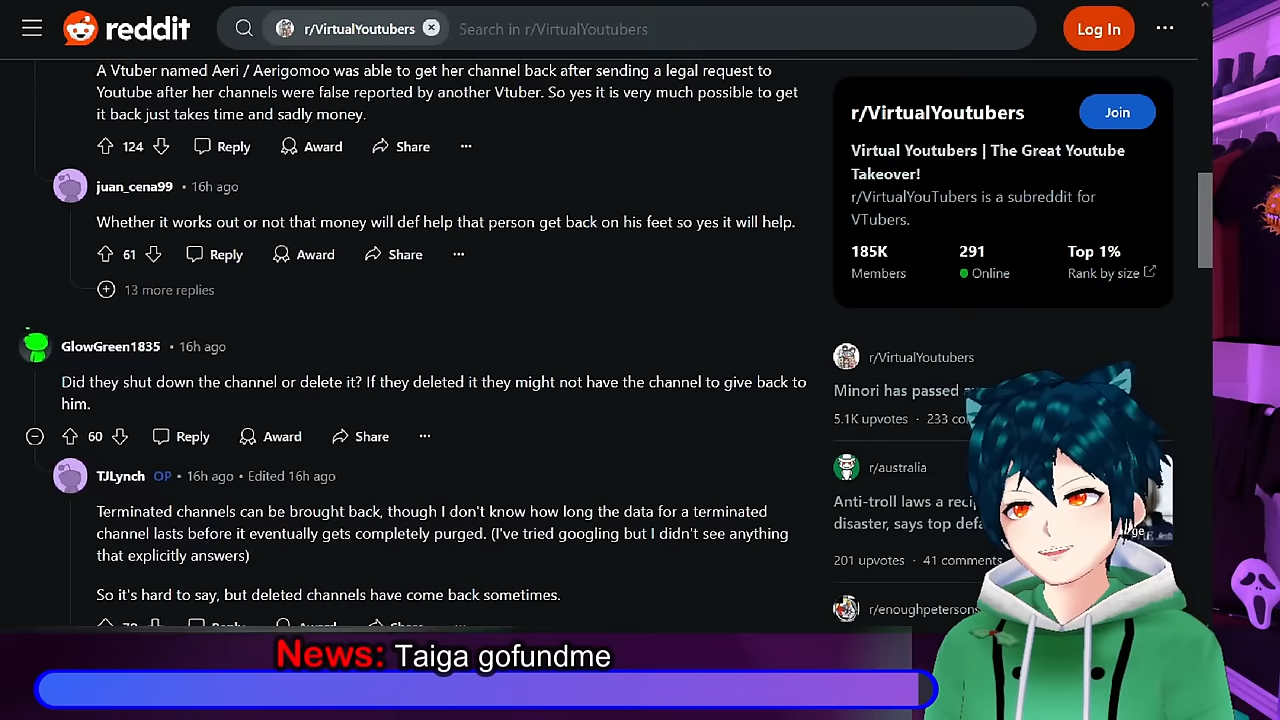 reddit
r/VirtualYoutubers
Search in r/VirtualYoutubers
Log In
A Vtuber named Aeri / Aerigomoo was able to get her channel back after sending a legal request to
Youtube after her channels were false reported by another Vtuber. So yes it is very much possible to get
it back just takes time and sadly money.
124
Reply
Award
Share
juan_cena99 • 16h ago
Whether it works out or not that money will def help that person get back on his feet so yes it will help.
61
Reply
Award
Share
13 more replies
GlowGreen1835 • 16h ago
Did they shut down the channel or delete it? If they deleted it they might not have the channel to give back to
him.
60
Reply
Award
Share
TJLynch OP • 16h ago • Edited 16h ago
Terminated channels can be brought back, though I don't know how long the data for a terminated
channel lasts before it eventually gets completely purged. (I've tried googling but I didn't see anything
that explicitly answers)
So it's hard to say, but deleted channels have come back sometimes.
r/VirtualYoutubers
Join
Virtual Youtubers | The Great Youtube
Takeover!
r/VirtualYouTubers is a subreddit for
VTubers.
185K
291
Top 1%
Members
Online
Rank by size
r/VirtualYoutubers
Minori has passed
5.1K upvotes · 233
r/australia
Anti-troll laws a
disaster, says top
201 upvotes · 41 comments
News: Taiga gofundme